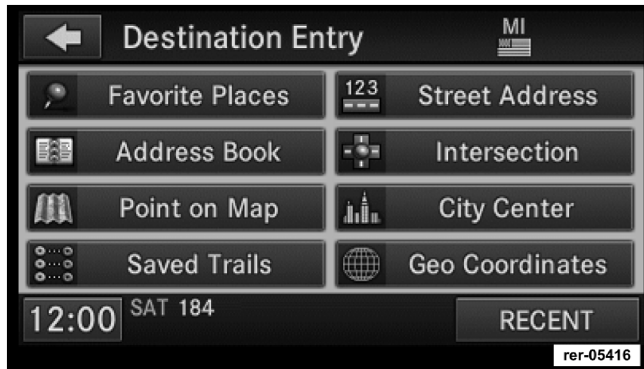 Destination Entry
MI
Favorite Places
123
Street Address
Address Book
Intersection
Point on Map
City Center
Saved Trails
Geo Coordinates
12:00
SAT 184
RECENT
rer-05416